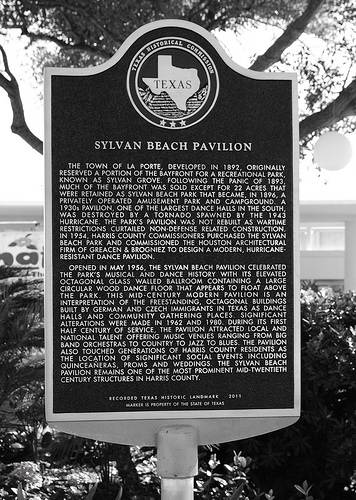 TEXAS HISTORICAL COMMISSION
TEXAS
SYLVAN BEACH PAVILION
THE TOWN OF LA PORTE, DEVELOPED IN 1892, ORIGINALLY
RESERVED A PORTION OF THE BAYFRONT FOR A RECREATIONAL PARK,
KNOWN AS SYLVAN GROVE. FOLLOWING THE PANIC OF 1893,
MUCH OF THE BAYFRONT WAS SOLD EXCEPT FOR 22 ACRES THAT
WERE RETAINED AS SYLVAN BEACH PARK THAT BECAME, IN 1896, A
PRIVATELY OPERATED AMUSEMENT PARK AND CAMPGROUND. A
1930s PAVILION, ONE OF THE LARGEST DANCE HALLS IN THE SOUTH,
WAS DESTROYED BY A TORNADO SPAWNED BY THE 1943
HURRICANE. THE PARK'S PAVILION WAS NOT REBUILT AS WARTIME
RESTRICTIONS CURTAILED NON-DEFENSE RELATED CONSTRUCTION.
IN 1954, HARRIS COUNTY COMMISSIONERS PURCHASED THE SYLVAN
BEACH PARK AND COMMISSIONED THE HOUSTON ARCHITECTURAL
FIRM OF GREACEN & BROGNIEZ TO DESIGN A MODERN, HURRICANE-
RESISTANT DANCE PAVILION.
OPENED IN MAY 1956, THE SYLVAN BEACH PAVILION CELEBRATED
THE PARK'S MUSICAL AND DANCE HISTORY WITH ITS ELEVATED
OCTAGONAL GLASS WALLED BALLROOM CONTAINING A LARGE
CIRCULAR WOOD DANCE FLOOR THAT APPEARS TO FLOAT ABOVE
THE PARK. THIS MID-CENTURY MODERN PAVILION IS AN
INTERPRETATION OF THE FREESTANDING, OCTAGONAL BUILDINGS
BUILT BY GERMAN AND CZECH IMMIGRANTS IN TEXAS AS DANCE
HALLS AND COMMUNITY GATHERING PLACES. SIGNIFICANT
ALTERATIONS WERE MADE IN 1962 AND 1980. DURING ITS FIRST
HALF CENTURY OF SERVICE, THE PAVILION ATTRACTED LOCAL AND
NATIONAL TALENT OFFERING MUSIC VENUES RANGING FROM BIG
BAND ORCHESTRAS TO COUNTRY TO JAZZ TO BLUES. THE PAVILION
ALSO TOUCHED GENERATIONS OF HARRIS COUNTY RESIDENTS AS
THE LOCATION OF SIGNIFICANT SOCIAL EVENTS INCLUDING
QUINCEAÑERAS, PROMS AND WEDDINGS. THE SYLVAN BEACH
PAVILION REMAINS ONE OF THE MOST PROMINENT MID-TWENTIETH
CENTURY STRUCTURES IN HARRIS COUNTY.
RECORDED TEXAS HISTORIC LANDMARK 2011
MARKER IS PROPERTY OF THE STATE OF TEXAS